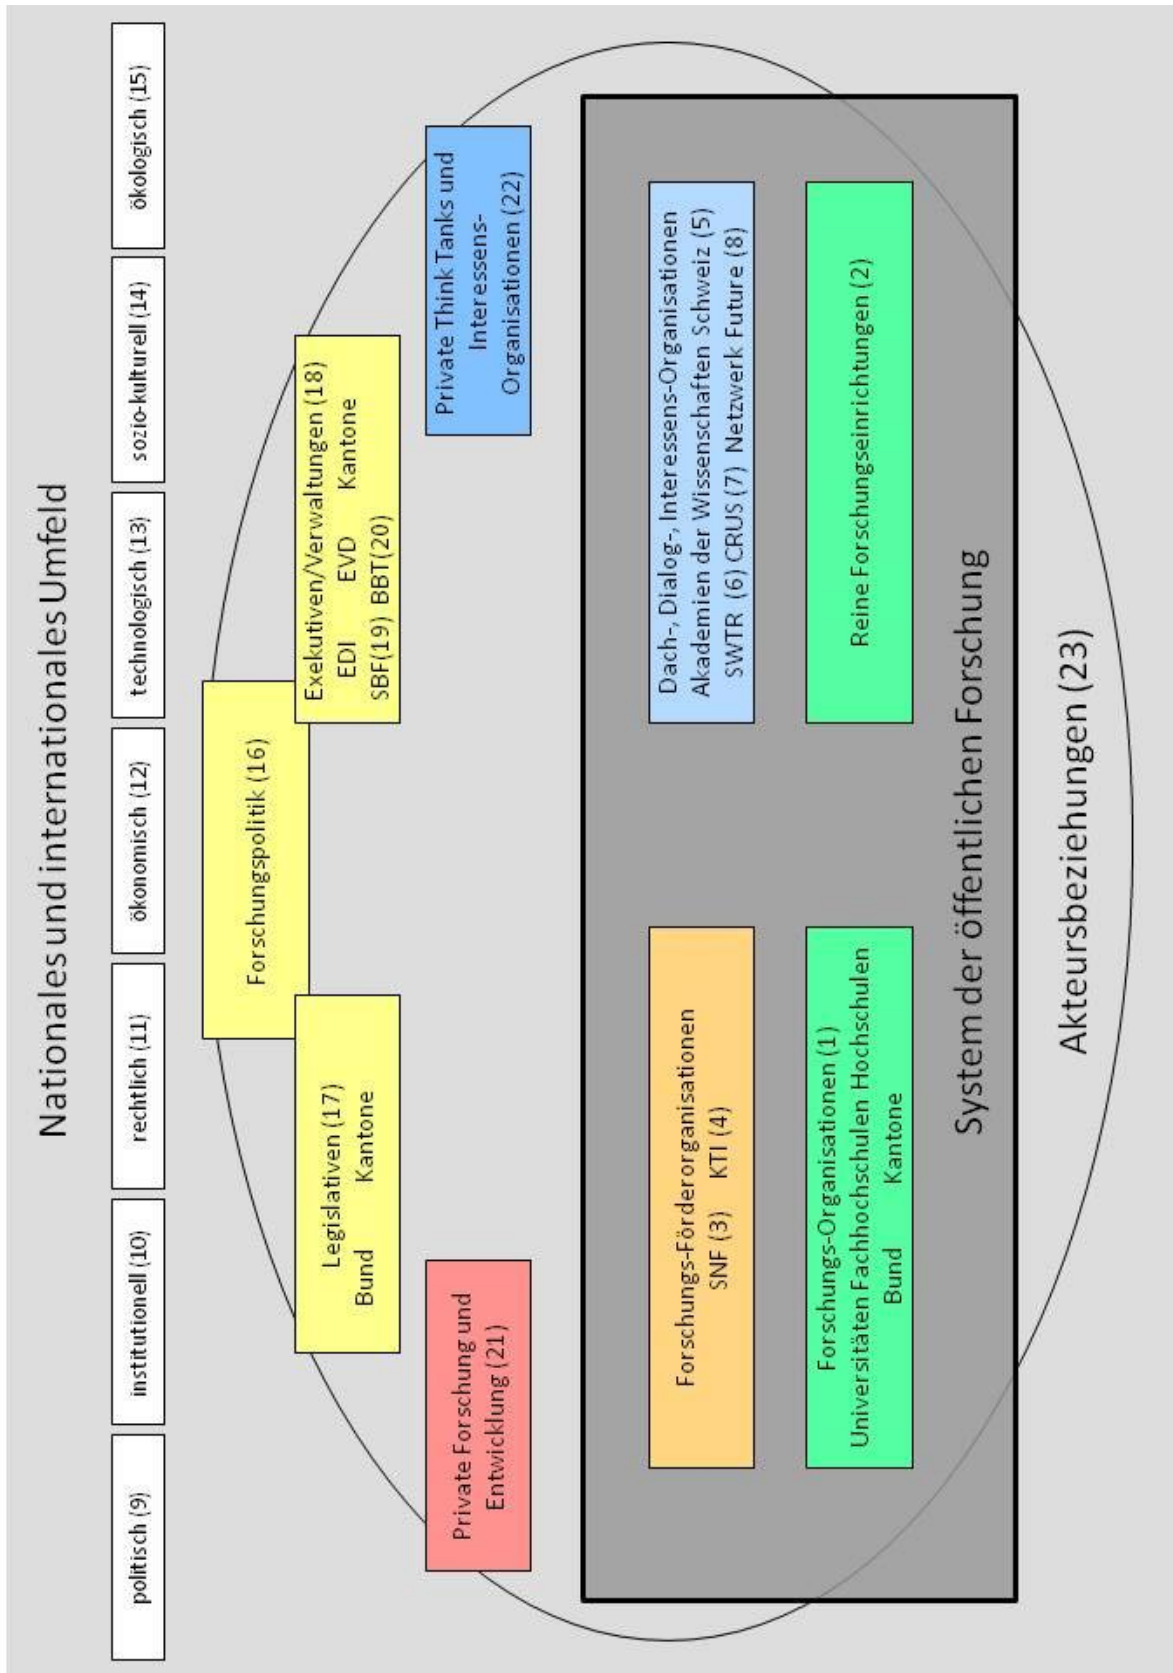 Nationales und internationales Umfeld
politisch (9)
institutionell (10)
rechtlich (11)
ökonomisch (12)
technologisch (13)
sozio-kulturell (14)
ökologisch (15)
Forschungspolitik (16)
Legislativen (17)
Bund Kantone
Exekutiven/Verwaltungen (18)
EDI EVD Kantone
SBF(19) BBT(20)
Private Forschung und
Entwicklung (21)
Private Think Tanks und
Interessens-
Organisationen (22)
Forschungs-Förderorganisationen
SNF (3) KTI (4)
Dach-, Dialog-, Interessens-Organisationen
Akademien der Wissenschaften Schweiz (5)
SWTR (6) CRUS (7) Netzwerk Future (8)
Forschungs-Organisationen (1)
Universitäten Fachhochschulen Hochschulen
Bund Kantone
Reine Forschungseinrichtungen (2)
System der öffentlichen Forschung
Akteursbeziehungen (23)